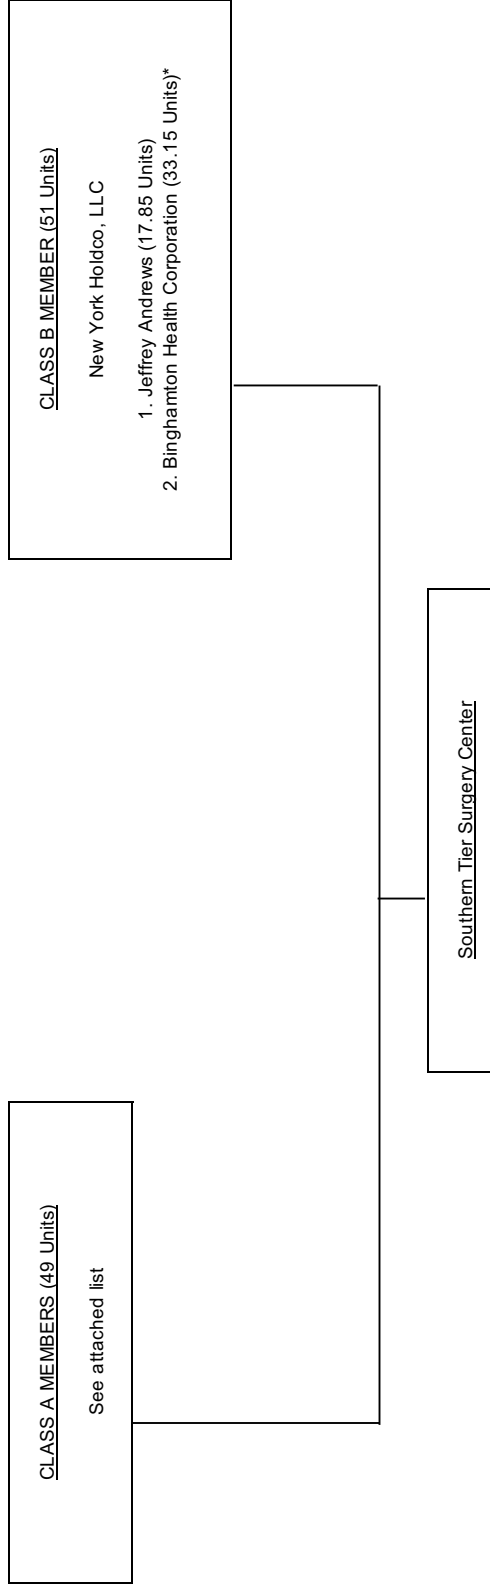 CLASS A MEMBERS (49 Units)
See attached list
CLASS B MEMBER (51 Units)
New York Holdco, LLC
1. Jeffrey Andrews (17.85 Units)
2. Binghamton Health Corporation (33.15 Units)*
Southern Tier Surgery Center